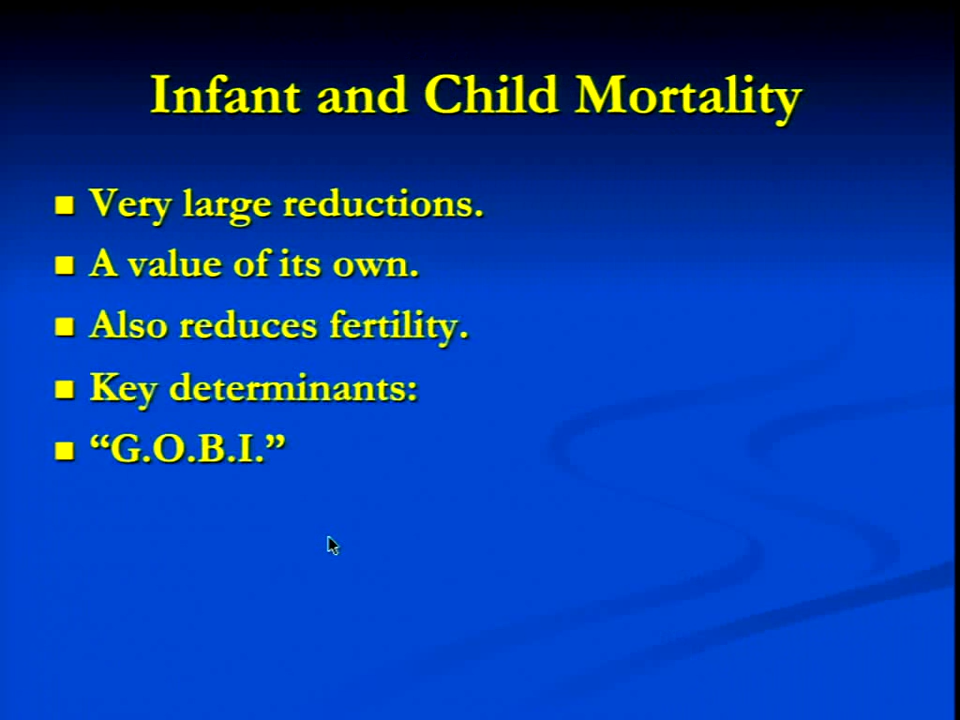 Infant and Child Mortality
■ Very large reductions.
■ A value of its own.
■ Also reduces fertility.
■ Key determinants:
■ “G.O.B.I.”